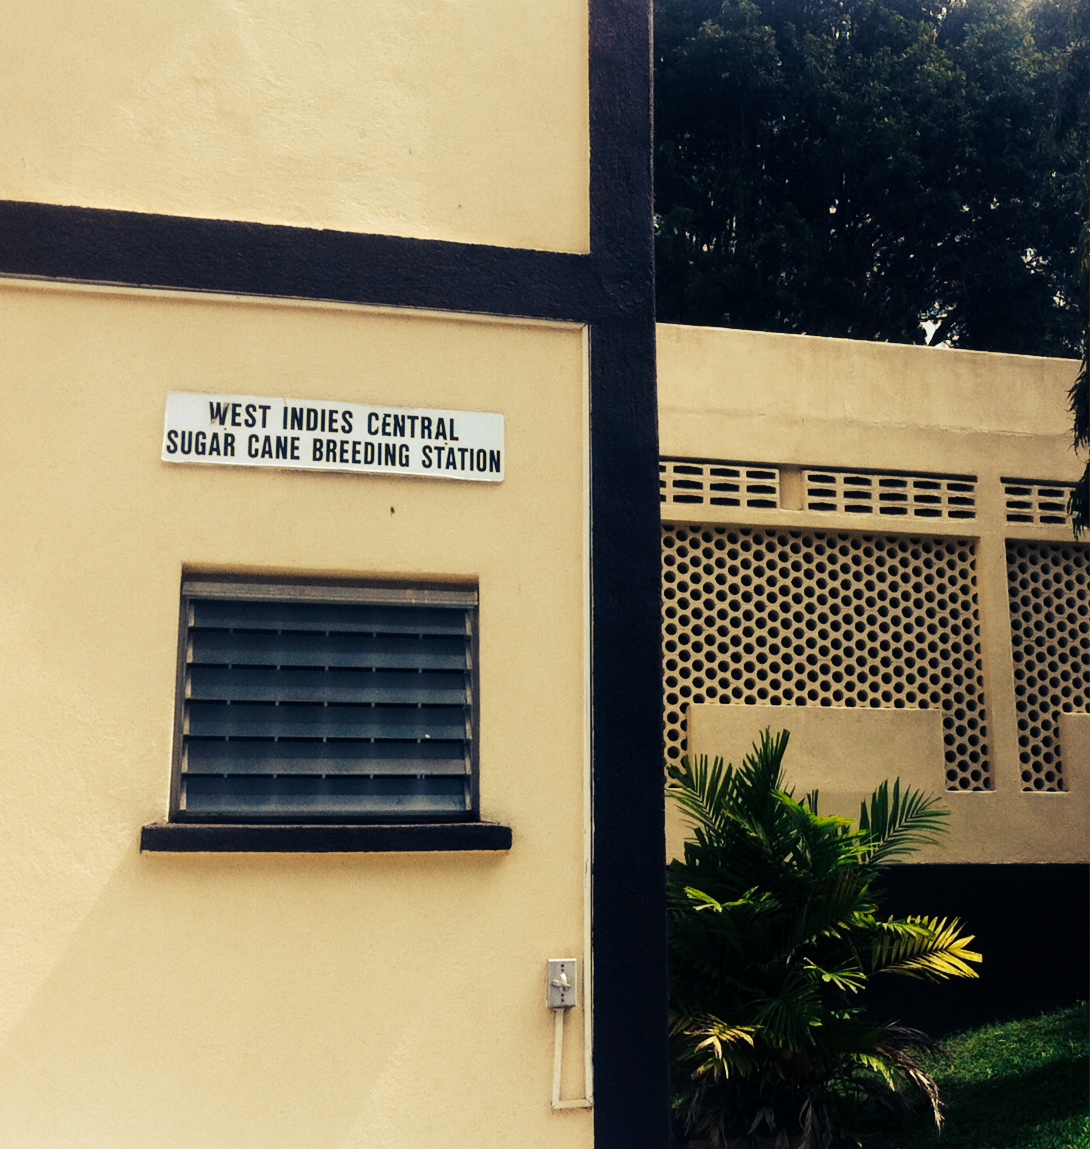 WEST INDIES CENTRAL
SUGAR CANE BREEDING STATION